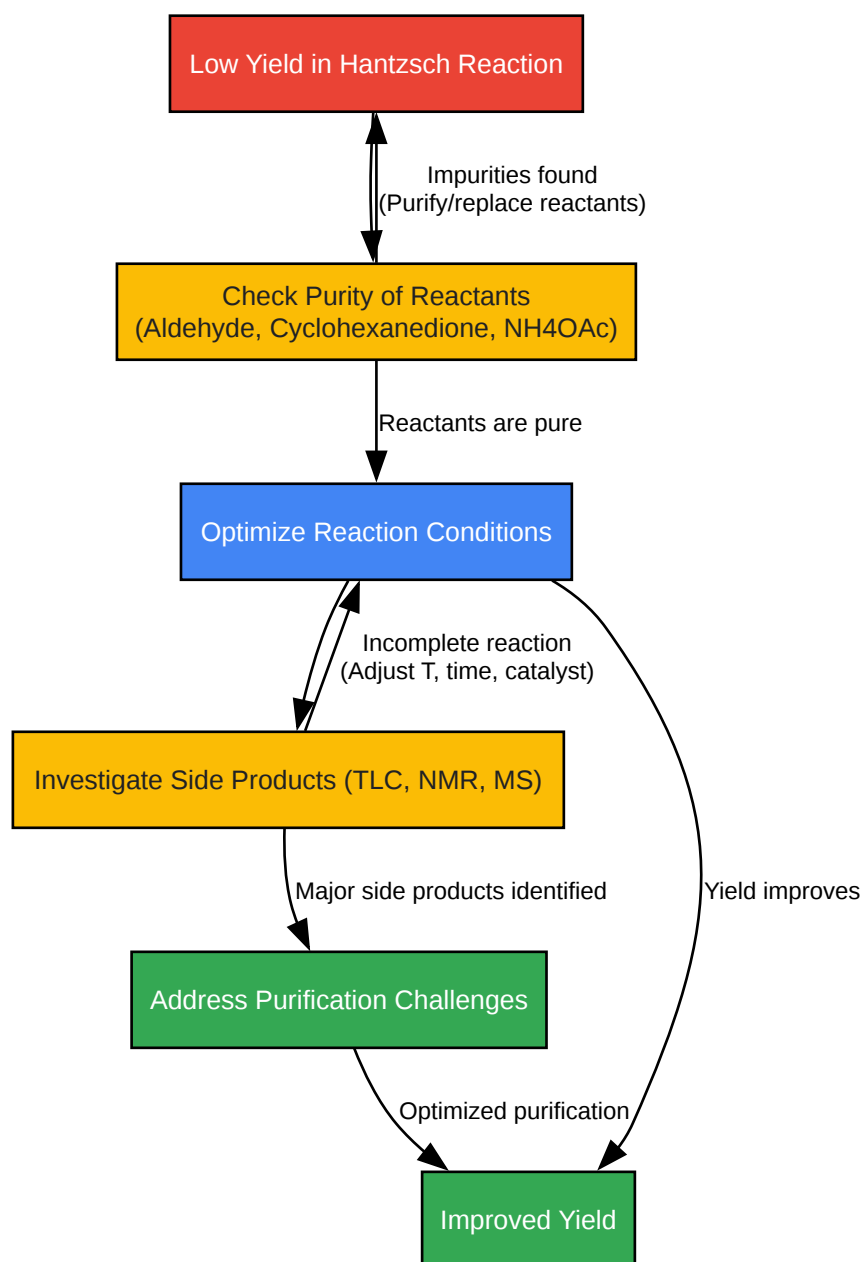 Low Yield in Hantzsch Reaction
Impurities found
(Purify/replace reactants)
Check Purity of Reactants
(Aldehyde, Cyclohexanedione, NH4OAc)
Reactants are pure
Optimize Reaction Conditions
Incomplete reaction
(Adjust T, time, catalyst)
Investigate Side Products (TLC, NMR, MS)
Major side products identified
Yield improves
Address Purification Challenges
Optimized purification
Improved Yield